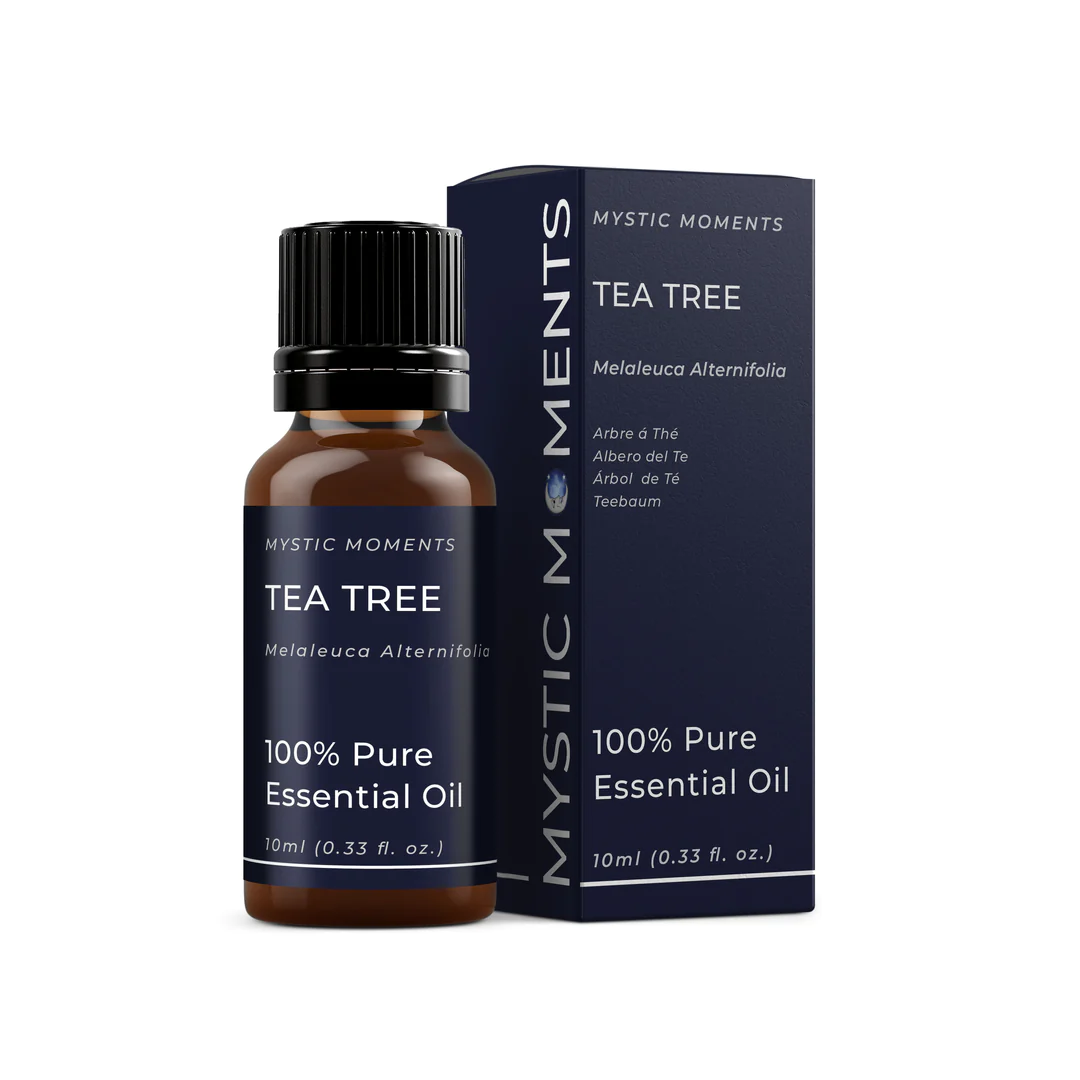 MYSTIC MOMENTS
TEA TREE
Melaleuca Alternifolia
100% Pure
Essential Oil
10ml (0.33 fl. oz.)
MYSTIC MOMENTS
MYSTIC MOMENTS
TEA TREE
Melaleuca Alternifolia
Arbre á Thé
Albero del Te
Árbol de Té
Teebaum
100% Pure
Essential Oil
10ml (0.33 fl. oz.)